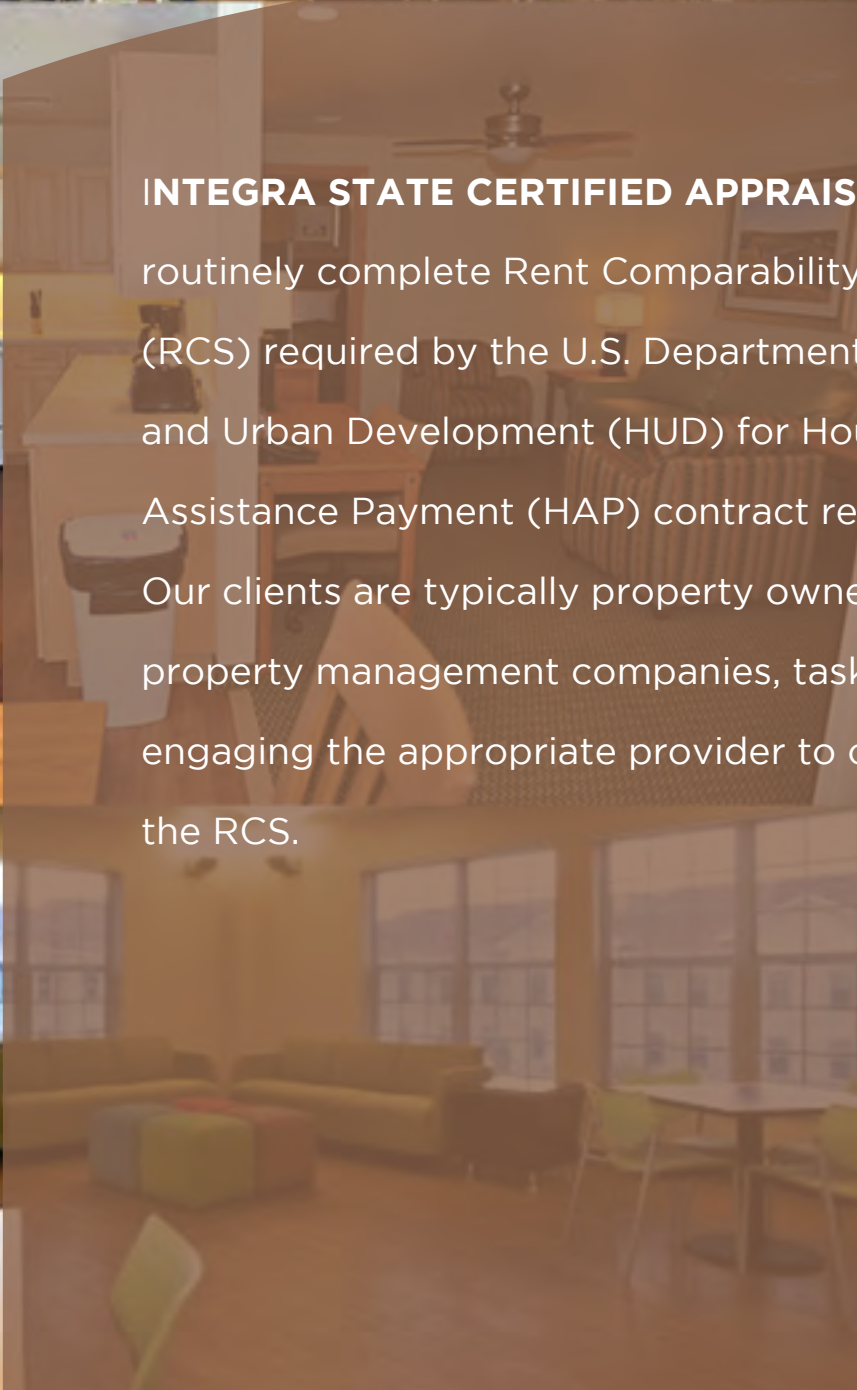 INTEGRA STATE CERTIFIED APPRAIS
routinely complete Rent Comparability
(RCS) required by the U.S. Department
and Urban Development (HUD) for Hou
Assistance Payment (HAP) contract re
Our clients are typically property owne
property management companies, task
engaging the appropriate provider to c
the RCS.